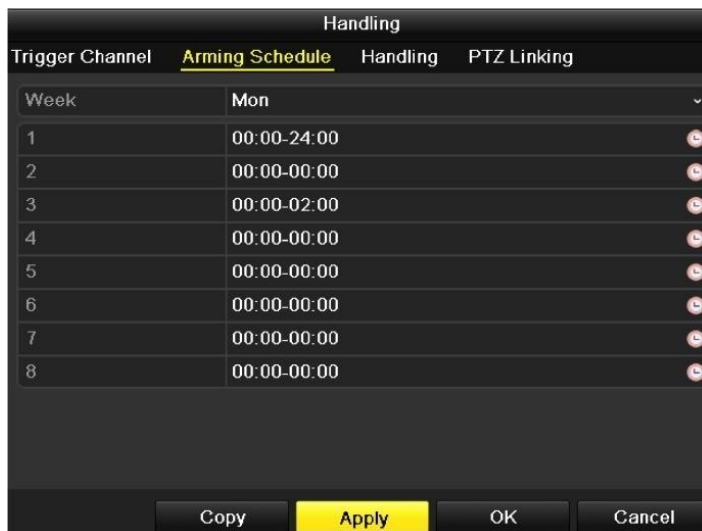 Handling
Trigger Channel Arming Schedule Handling PTZ Linking
Week Mon
1 00:00-24:00
2 00:00-00:00
3 00:00-02:00
4 00:00-00:00
5 00:00-00:00
6 00:00-00:00
7 00:00-00:00
8 00:00-00:00
Copy Apply OK Cancel